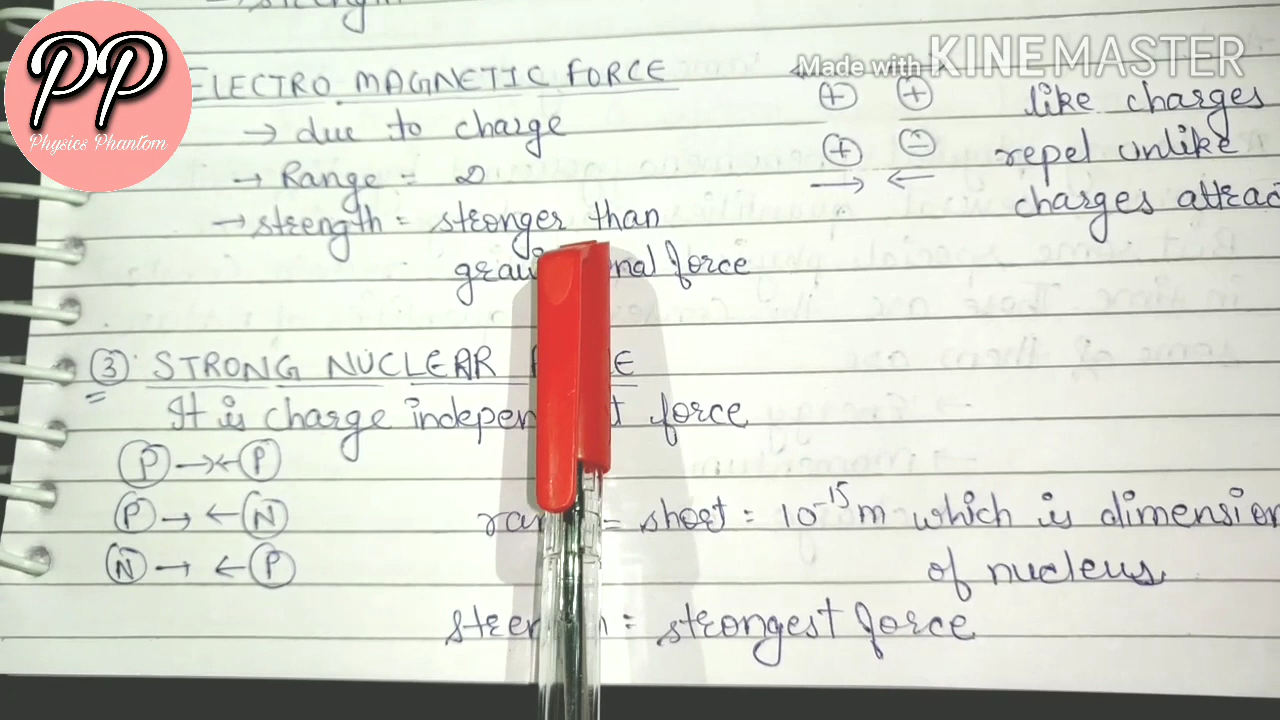 strength
PP
Physics Phantom
Made with KINEMASTER
ELECTRO MAGNETIC FORCE
→ due to charge
→ Range = ∞
→ strength = stronger than
force
⊕ ⊕ like charges
⊕ ⊖ repel unlike
→ ← charges attrac
③ STRONG NUCLEAR
It is charge force
P →← P
P → ← N
N → ← P
= short = 10⁻¹⁵m which is dimension
of nucleus
= strongest force